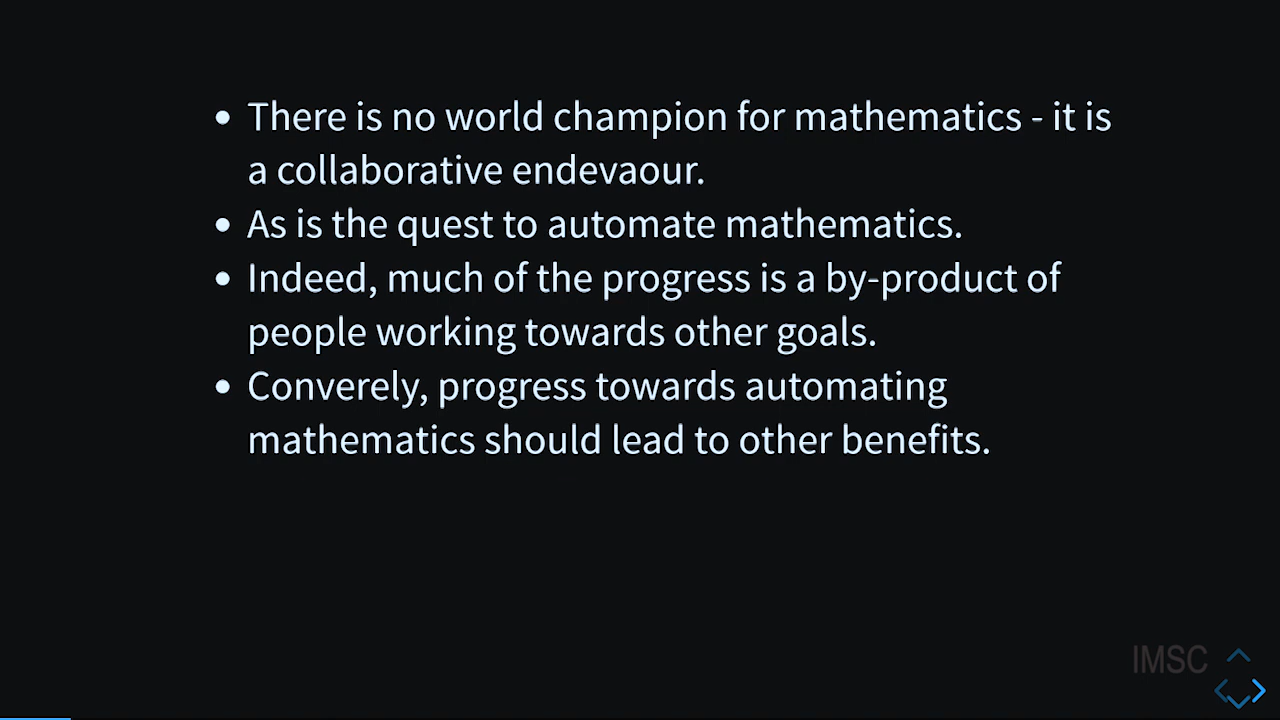 • There is no world champion for mathematics - it is
a collaborative endevaour.
• As is the quest to automate mathematics.
• Indeed, much of the progress is a by-product of
people working towards other goals.
• Converely, progress towards automating
mathematics should lead to other benefits.
IMSC